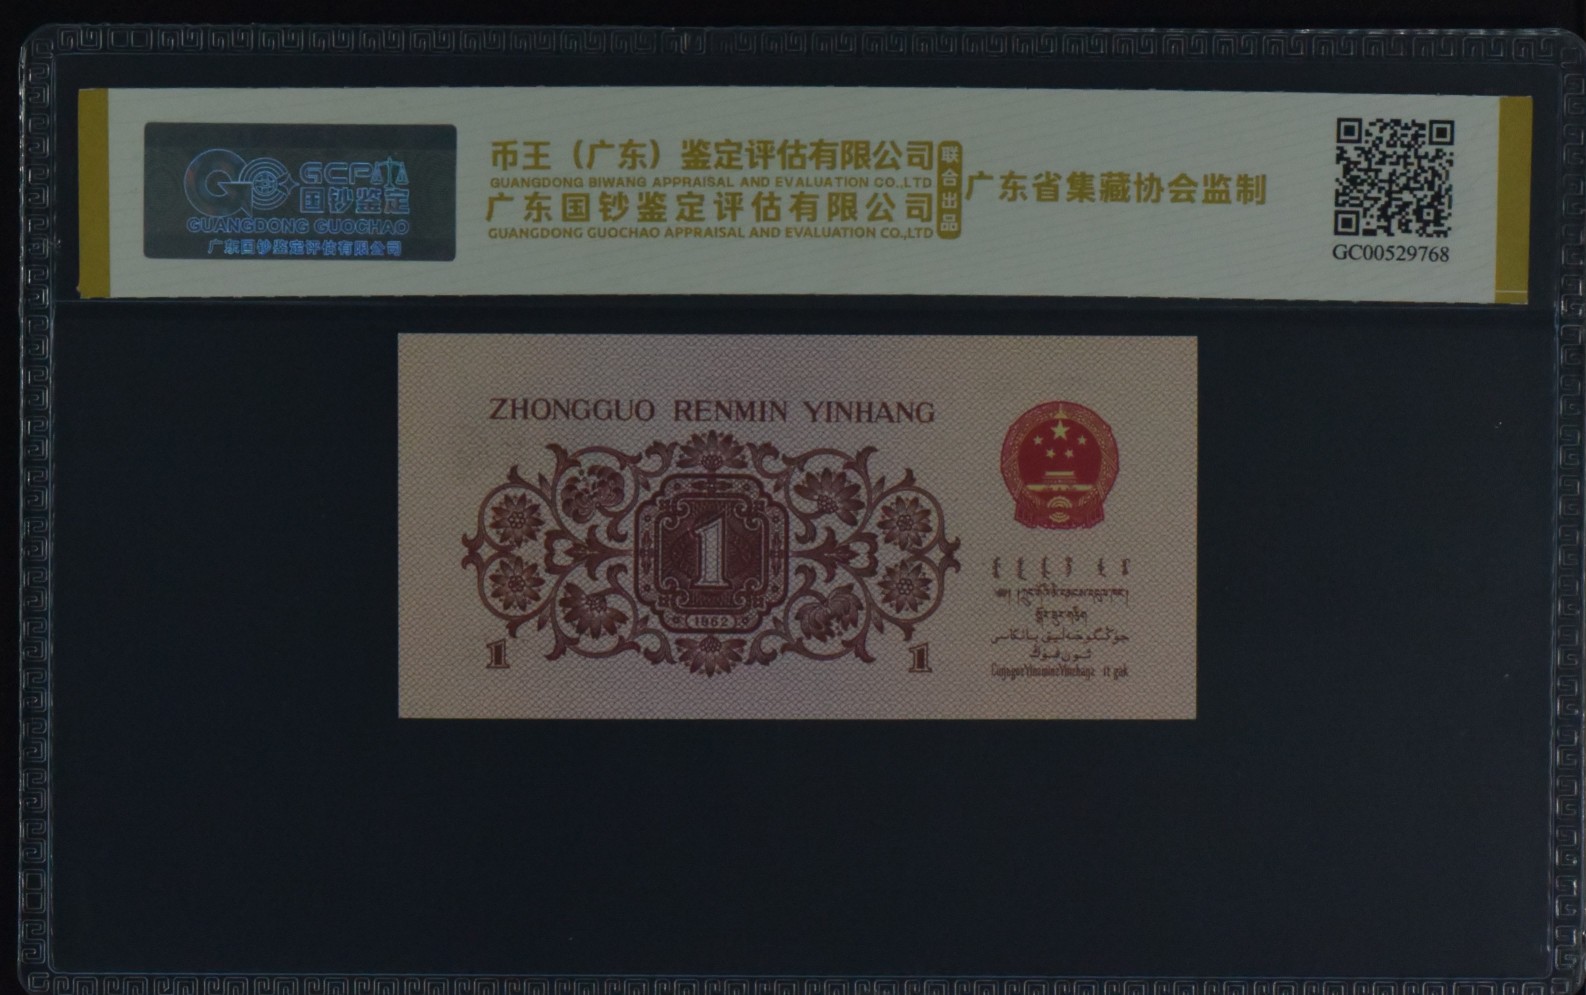 GCP
国钞鉴定
GUANGDONG GUOCHAO
广东国钞鉴定评估有限公司
币王（广东）鉴定评估有限公司
GUANGDONG BIWANG APPRAISAL AND EVALUATION CO.,LTD
广东国钞鉴定评估有限公司
GUANGDONG GUOCHAO APPRAISAL AND EVALUATION CO.,LTD
联合出品
广东省集藏协会监制
GC00529768
ZHONGGUO RENMIN YINHANG
1
1962
1
1